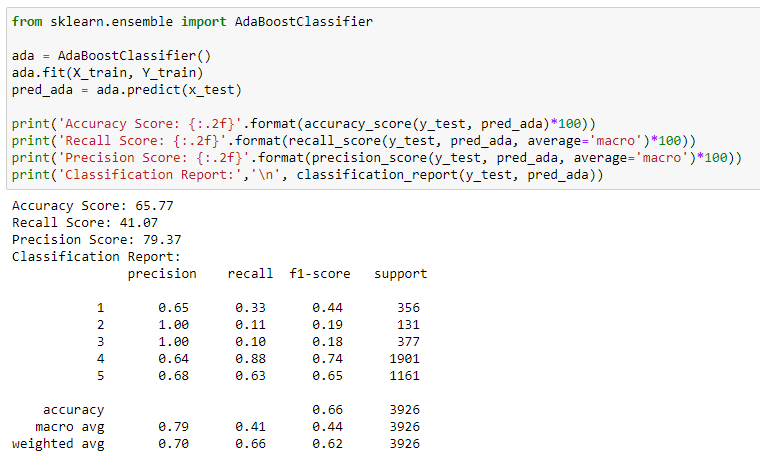 from sklearn.ensemble import AdaBoostClassifier
ada = AdaBoostClassifier()
ada.fit(X_train, Y_train)
pred_ada = ada.predict(x_test)
print('Accuracy Score: {:.2f}'.format(accuracy_score(y_test, pred_ada)*100))
print('Recall Score: {:.2f}'.format(recall_score(y_test, pred_ada, average='macro')*100))
print('Precision Score: {:.2f}'.format(precision_score(y_test, pred_ada, average='macro')*100))
print('Classification Report:','\n', classification_report(y_test, pred_ada))
Accuracy Score: 65.77
Recall Score: 41.07
Precision Score: 79.37
Classification Report:
precision recall f1-score support
1 0.65 0.33 0.44 356
2 1.00 0.11 0.19 131
3 1.00 0.10 0.18 377
4 0.64 0.88 0.74 1901
5 0.68 0.63 0.65 1161
accuracy 0.66 3926
macro avg 0.79 0.41 0.44 3926
weighted avg 0.70 0.66 0.62 3926